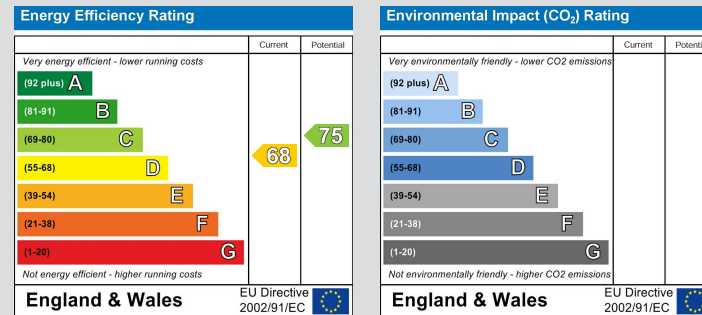 Energy Efficiency Rating
Current Potential
Very energy efficient - lower running costs
(92 plus) A
(81-91) B
(69-80) C
(55-68) D
(39-54) E
(21-38) F
(1-20) G
68
75
Not energy efficient - higher running costs
England & Wales
EU Directive
2002/91/EC
Environmental Impact (CO₂) Rating
Current Potenti
Very environmentally friendly - lower CO2 emissions
(92 plus) A
(81-91) B
(69-80) C
(55-68) D
(39-54) E
(21-38) F
(1-20) G
Not environmentally friendly - higher CO2 emissions
England & Wales
EU Directive
2002/91/EC